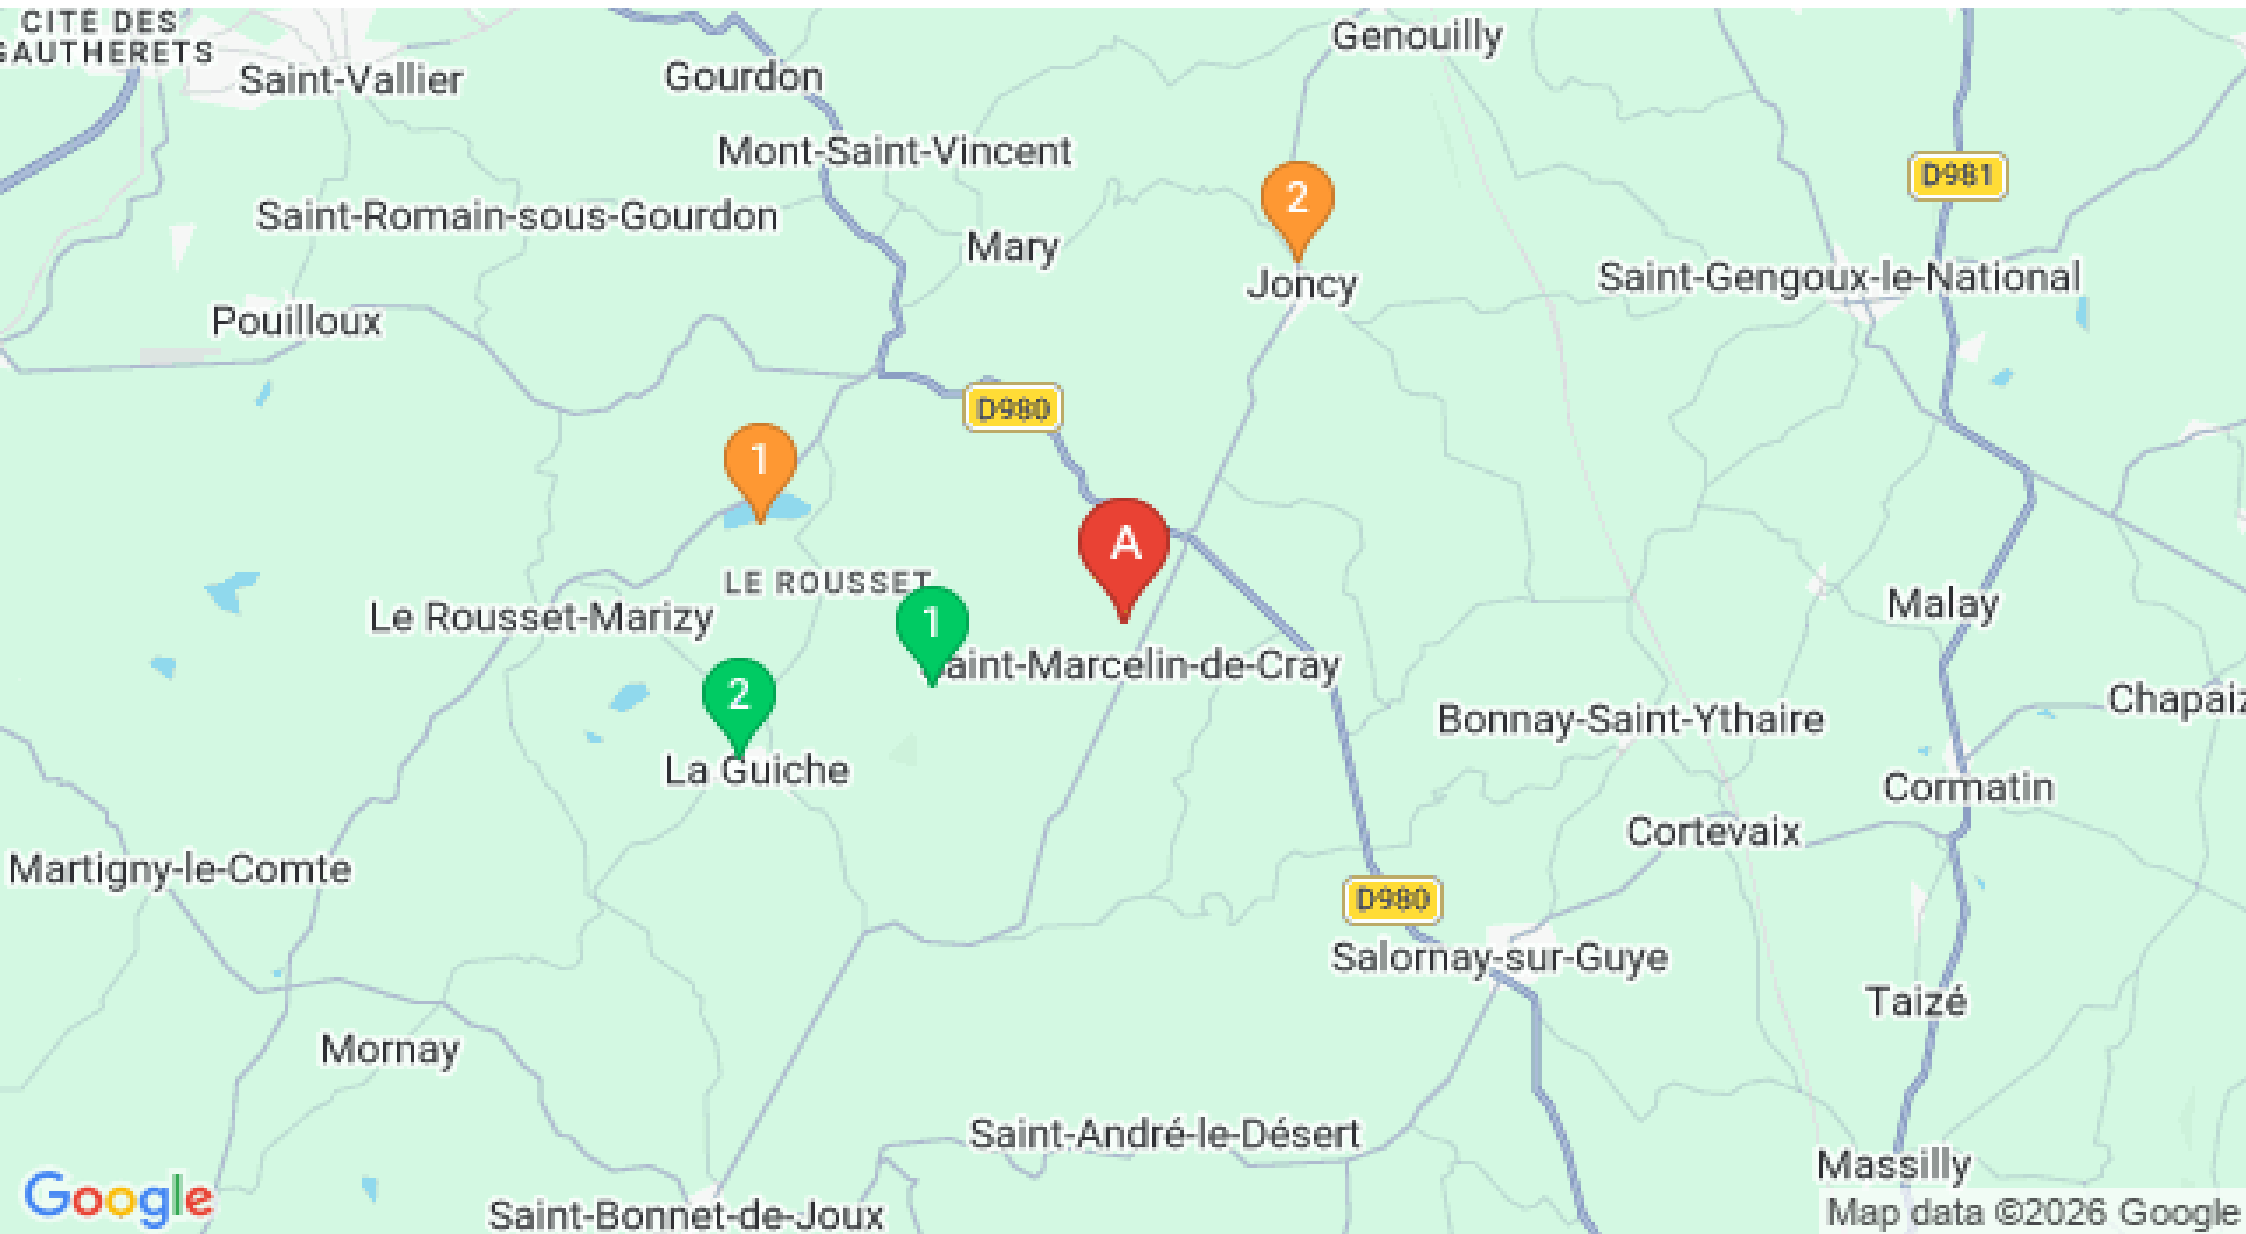 CITÉ DES
GAUTHERETS
Saint-Vallier
Gourdon
Genouilly
Mont-Saint-Vincent
D981
2
Saint-Romain-sous-Gourdon
Mary
Joncy
Saint-Gengoux-le-National
Pouilloux
D980
1
A
LE ROUSSET
Le Rousset-Marizy
1
Malay
Saint-Marcelin-de-Cray
2
Chapaiz
Bonnay-Saint-Ythaire
La Guiche
Cormatin
Cortevaix
Martigny-le-Comte
D980
Salornay-sur-Guye
Taizé
Mornay
Saint-André-le-Désert
Massilly
Google
Saint-Bonnet-de-Joux
Map data ©2026 Google